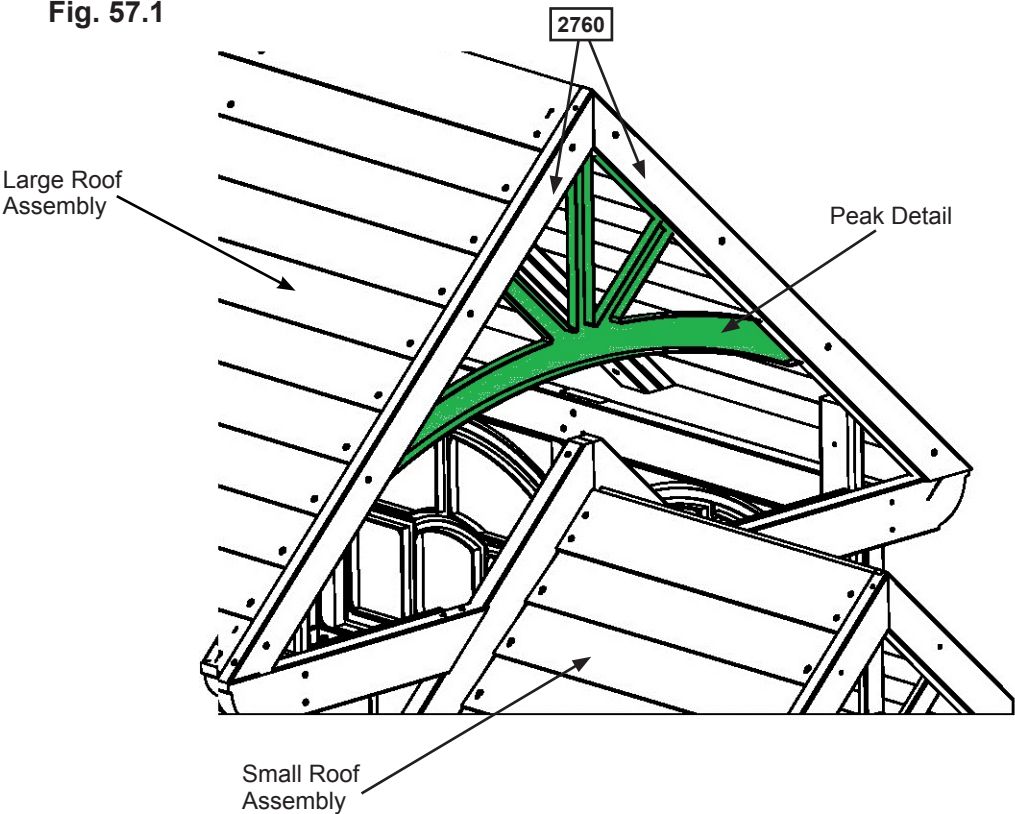 Fig. 57.1
2760
Large Roof
Assembly
Peak Detail
Small Roof
Assembly